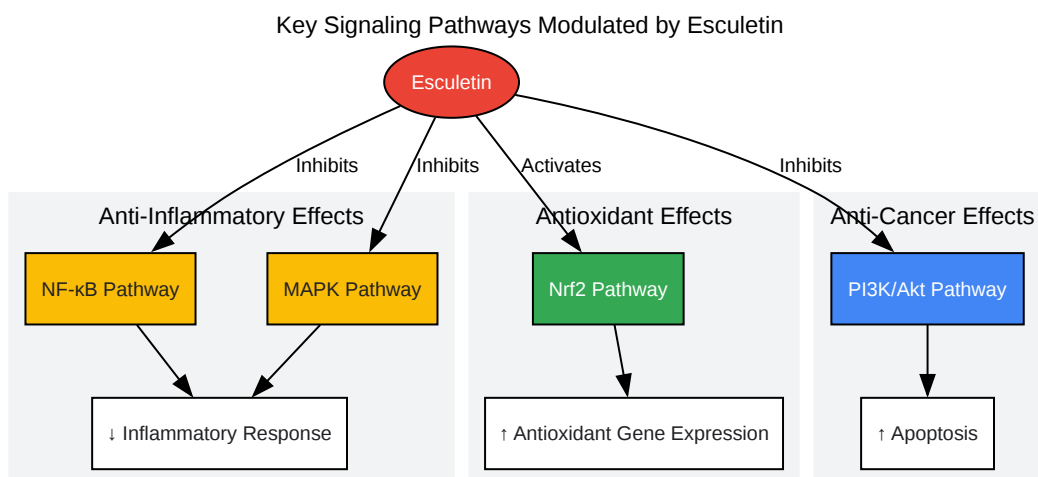 Key Signaling Pathways Modulated by Esculetin
Esculetin
Inhibits
Inhibits
Activates
Inhibits
Anti-Inflammatory Effects
Antioxidant Effects
Anti-Cancer Effects
NF-κB Pathway
MAPK Pathway
Nrf2 Pathway
PI3K/Akt Pathway
↓ Inflammatory Response
↑ Antioxidant Gene Expression
↑ Apoptosis